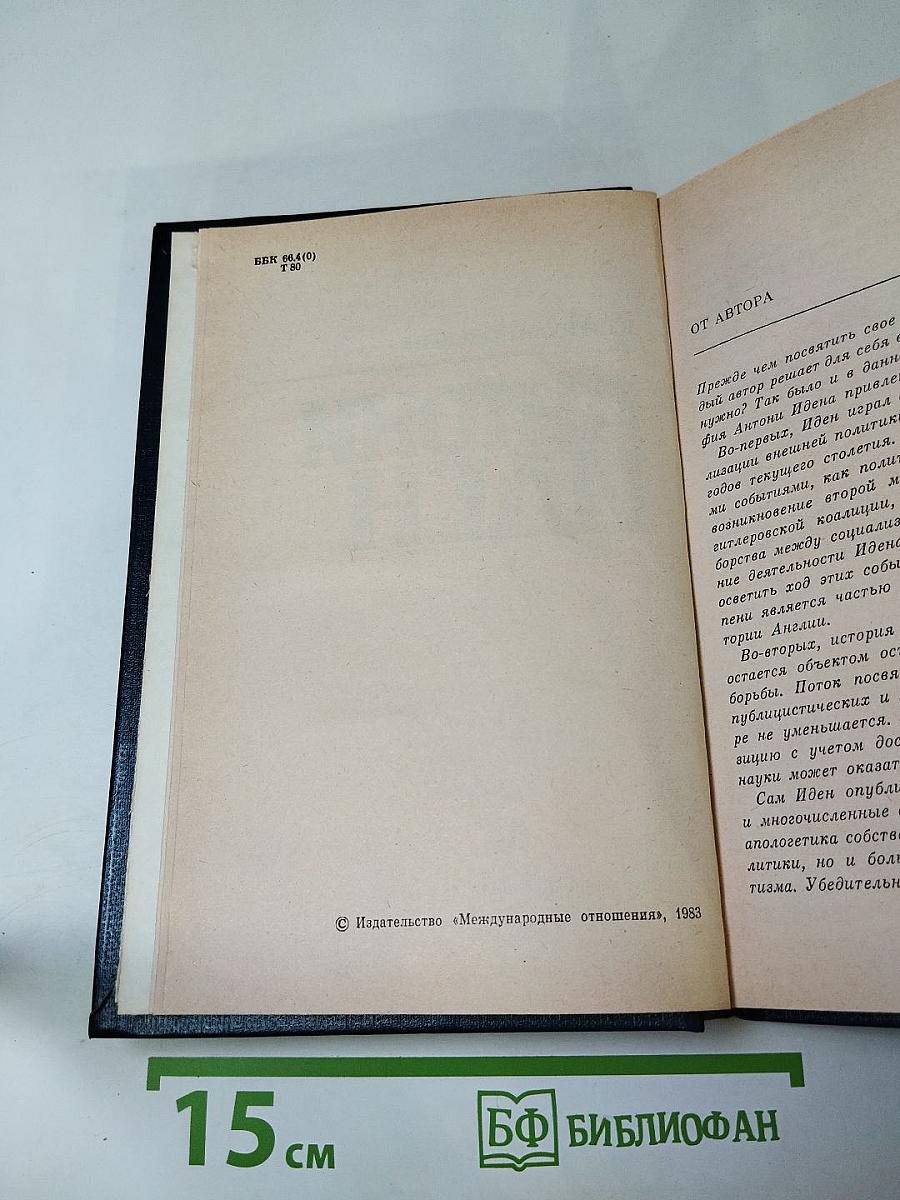 ББК 66.4(0)
Т 80
© Издательство «Международные отношения», 1983
ОТ АВТОРА
Прежде чем посвятить свое
дый автор решает для себя в
нужно? Так было и в данн
фия Антони Идена привле
Во-первых, Иден играл
лизации внешней политики
годов текущего столетия.
ми событиями, как полит
возникновение второй м
гитлеровской коалиции,
борства между социализ
ние деятельности Идена
осветить ход этих собы
пени является частью
тории Англии.
Во-вторых, история
остается объектом ост
борьбы. Поток посвя
публицистических и
ре не уменьшается.
зицию с учетом дос
науки может оказат
Сам Иден опубли
и многочисленные
апологетика собств
литики, но и боль
тизма. Убедительн
15 см
БФ БИБЛИОФАН